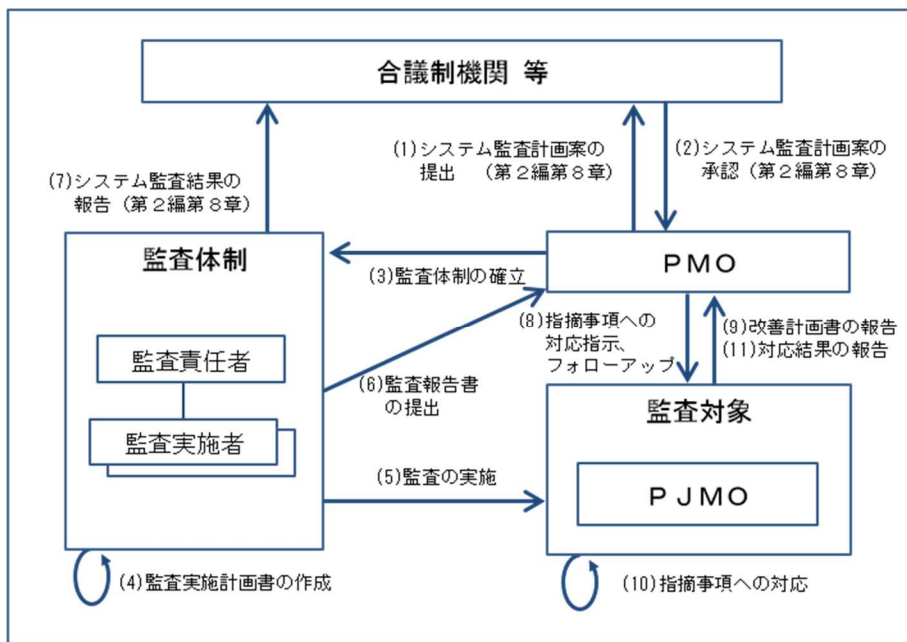 合議制機関 等
(1)システム監査計画案の
提出 (第２編第８章)
(2)システム監査計画案の
承認(第２編第８章)
(7)システム監査結果の
報告(第２編第８章)
監査体制
ＰＭＯ
(3)監査体制の確立
(8)指摘事項への
対応指示、
フォローアップ
(9)改善計画書の報告
(11)対応結果の報告
監査責任者
監査実施者
(6)監査報告書
の提出
監査対象
(5)監査の実施
ＰＪＭＯ
(4)監査実施計画書の作成
(10)指摘事項への対応